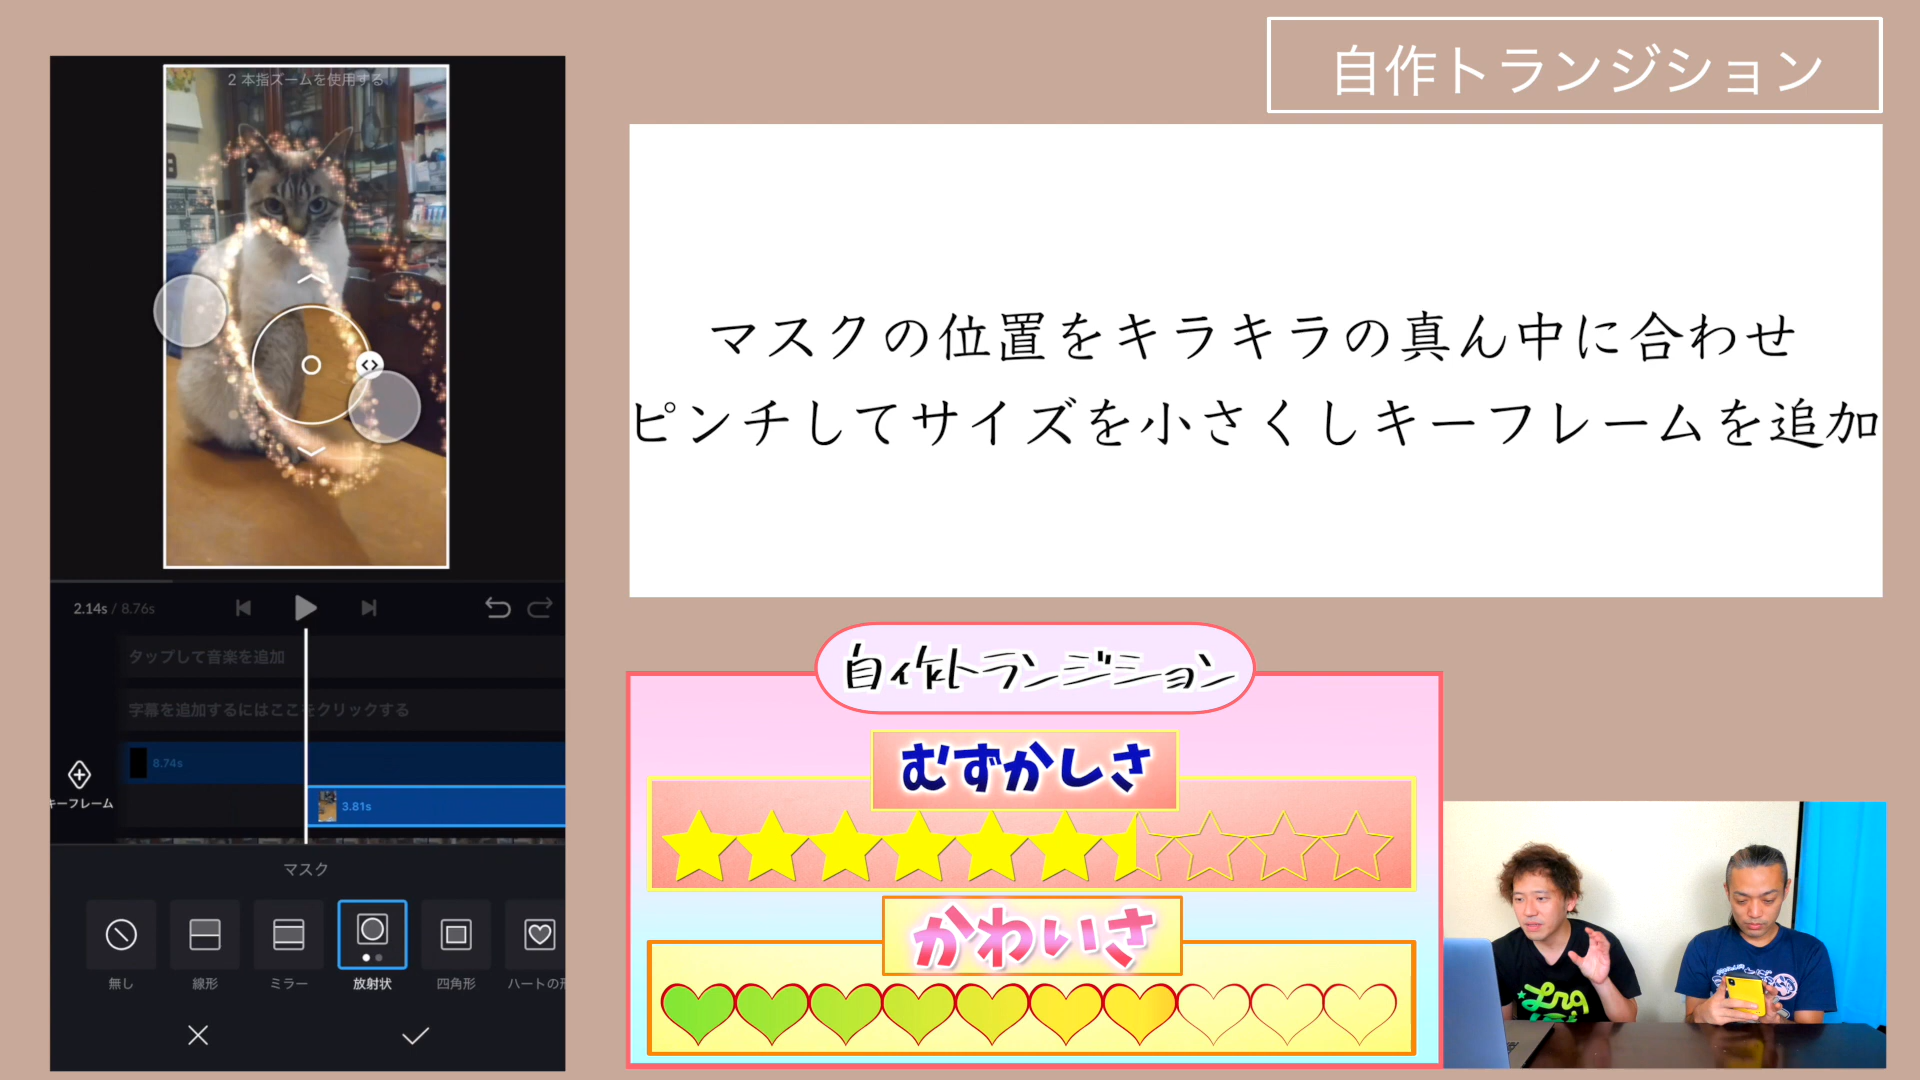 2 本指ズームを使用する
2.14s / 8.76s
タップして音楽を追加
字幕を追加するにはここをクリックする
8.74s
ーフレーム
3.81s
マスク
無し
線形
ミラー
放射状
四角形
ハートの
自作トランジション
マスクの位置をキラキラの真ん中に合わせ
ピンチしてサイズを小さくしキーフレームを追加
自作トランジション
むずかしさ
かわいさ